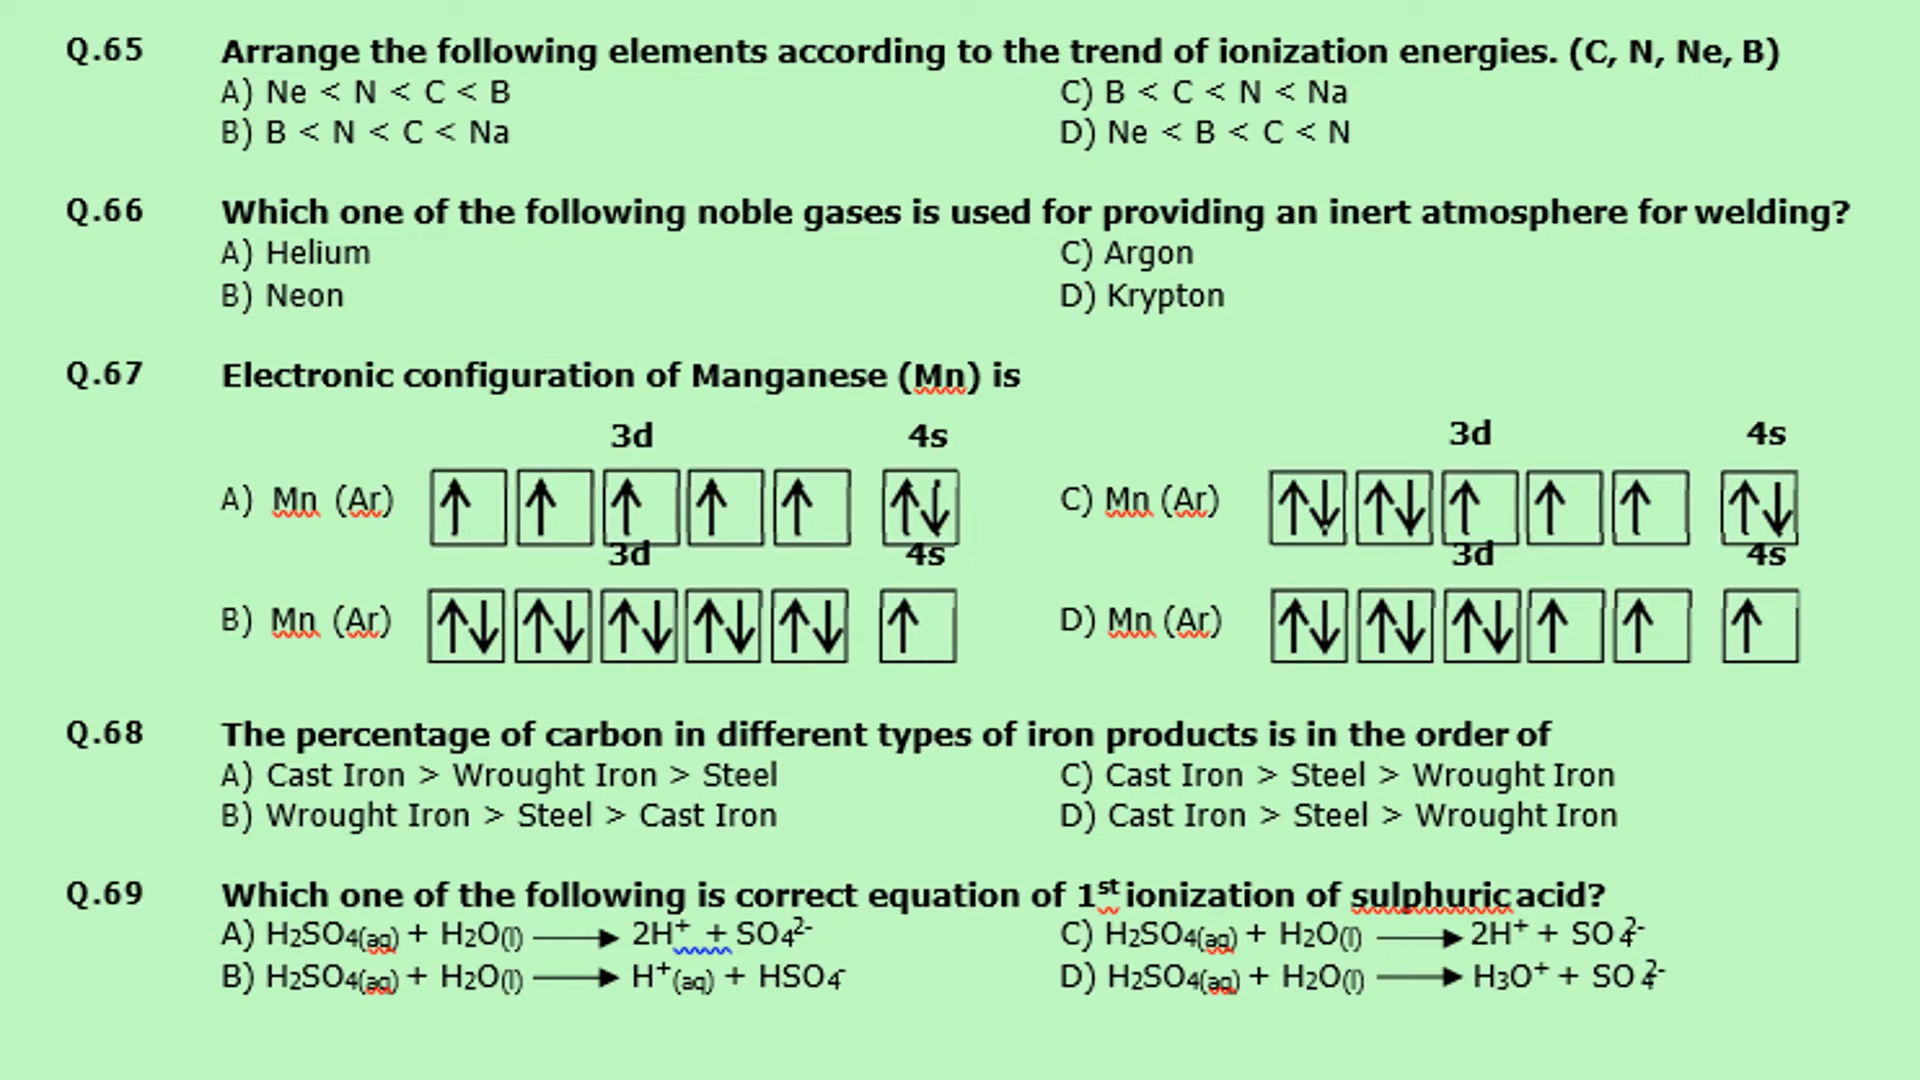 Q.65 Arrange the following elements according to the trend of ionization energies. (C, N, Ne, B)
A) Ne < N < C < B C) B < C < N < Na
B) B < N < C < Na D) Ne < B < C < N
Q.66 Which one of the following noble gases is used for providing an inert atmosphere for welding?
A) Helium C) Argon
B) Neon D) Krypton
Q.67 Electronic configuration of Manganese (Mn) is
3d 4s 3d 4s
A) Mn (Ar) ↑ ↑ ↑ ↑ ↑ ↑↓ C) Mn (Ar) ↑↓ ↑↓ ↑ ↑ ↑ ↑↓
3d 4s 3d 4s
B) Mn (Ar) ↑↓ ↑↓ ↑↓ ↑↓ ↑↓ ↑ D) Mn (Ar) ↑↓ ↑↓ ↑↓ ↑ ↑ ↑
Q.68 The percentage of carbon in different types of iron products is in the order of
A) Cast Iron > Wrought Iron > Steel C) Cast Iron > Steel > Wrought Iron
B) Wrought Iron > Steel > Cast Iron D) Cast Iron > Steel > Wrought Iron
Q.69 Which one of the following is correct equation of 1st ionization of sulphuric acid?
A) H2SO4(aq) + H2O(l) → 2H+ + SO42- C) H2SO4(aq) + H2O(l) → 2H+ + SO42-
B) H2SO4(aq) + H2O(l) → H+(aq) + HSO4- D) H2SO4(aq) + H2O(l) → H3O+ + SO42-